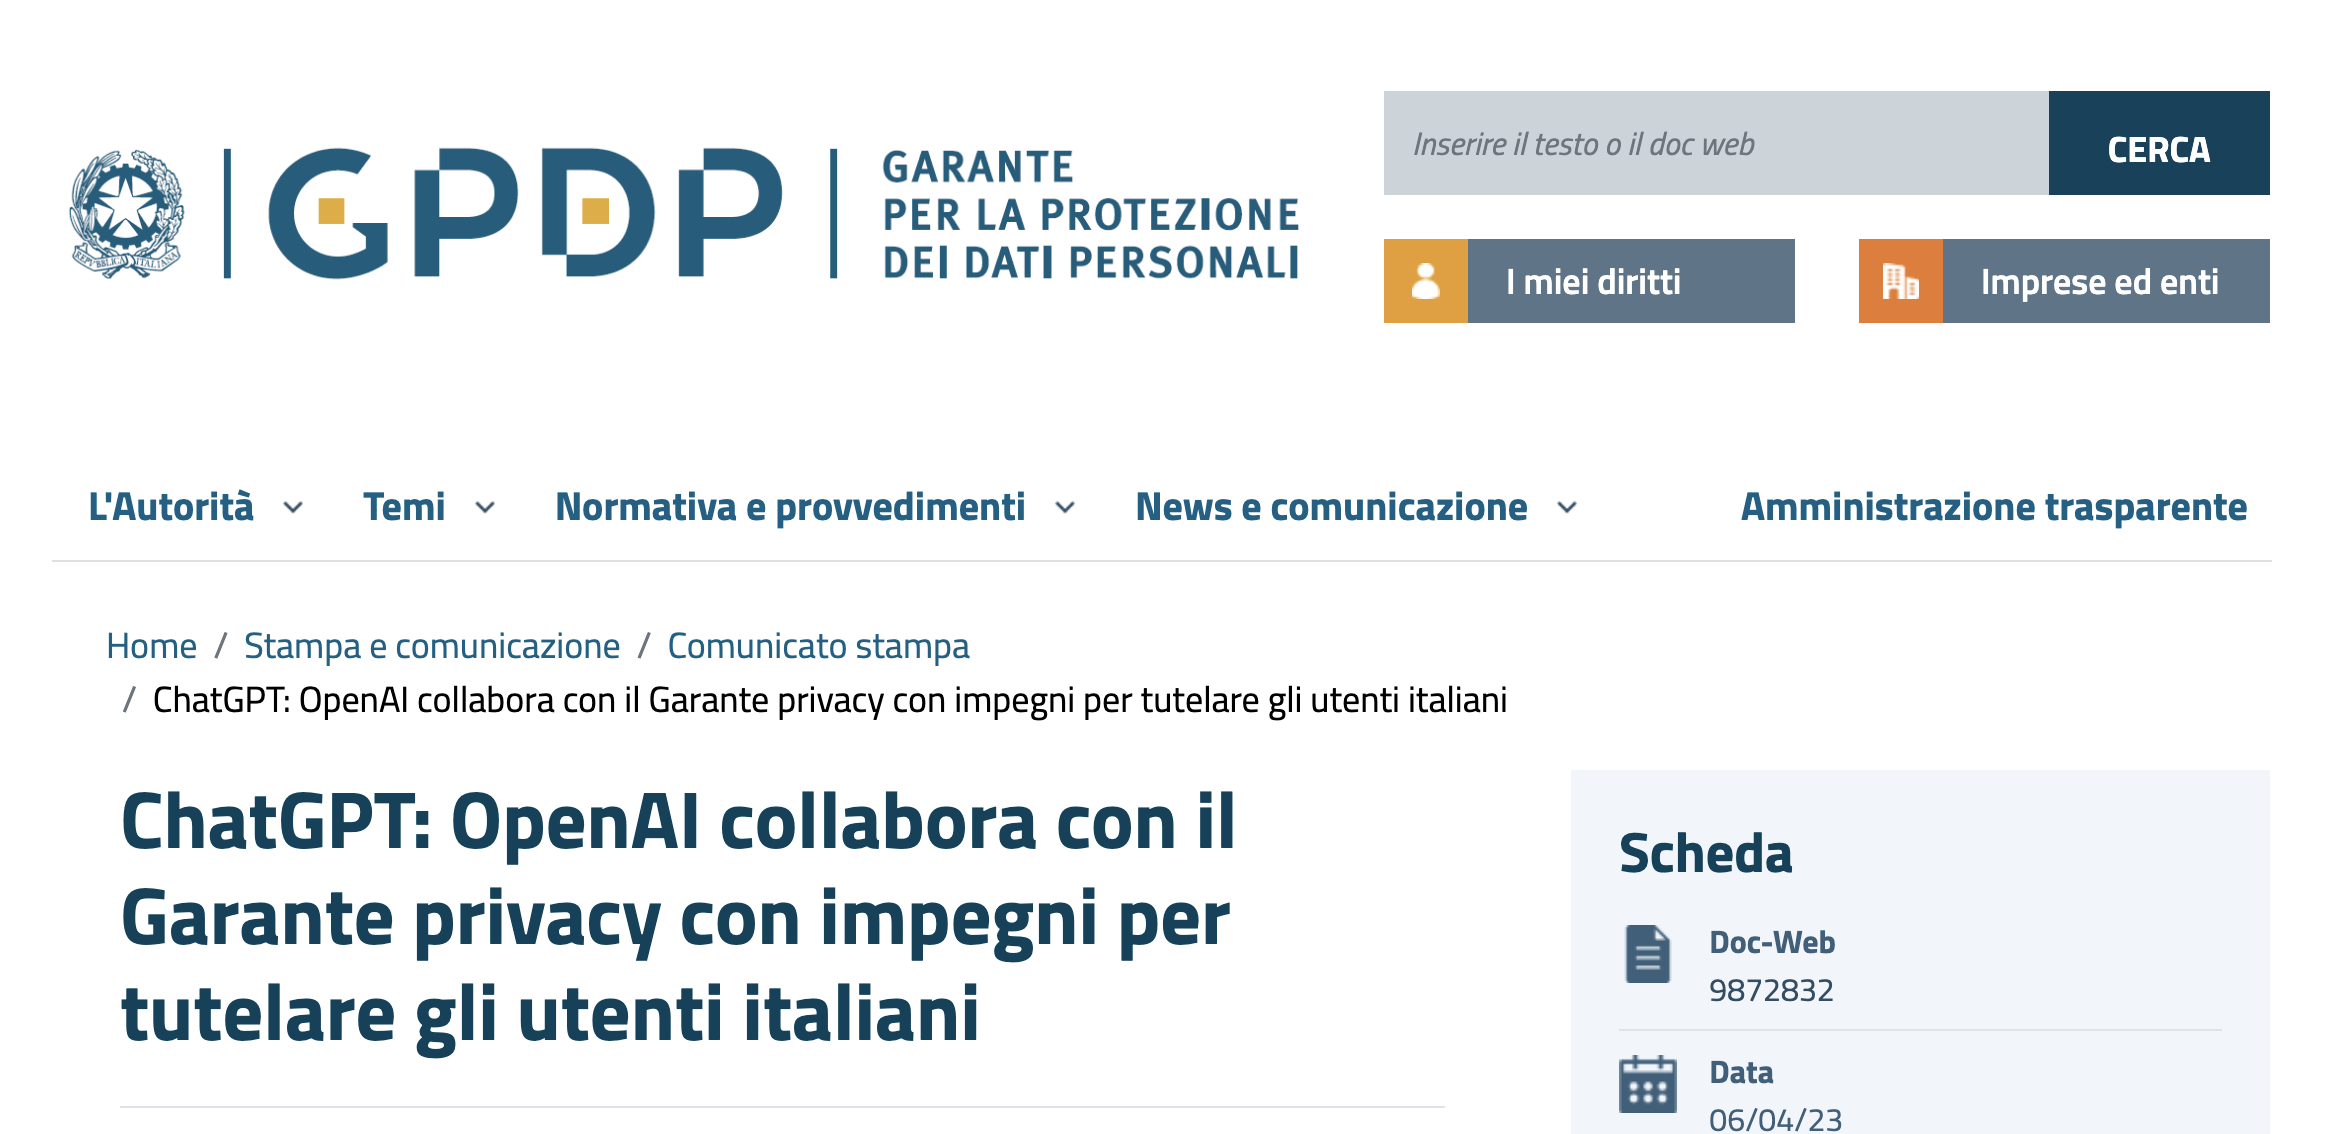 REPVBBLICA ITALIANA
GPDP
GARANTE
PER LA PROTEZIONE
DEI DATI PERSONALI
Inserire il testo o il doc web
CERCA
I miei diritti
Imprese ed enti
L'Autorità
Temi
Normativa e provvedimenti
News e comunicazione
Amministrazione trasparente
Home / Stampa e comunicazione / Comunicato stampa
/ ChatGPT: OpenAI collabora con il Garante privacy con impegni per tutelare gli utenti italiani
ChatGPT: OpenAI collabora con il
Garante privacy con impegni per
tutelare gli utenti italiani
Scheda
Doc-Web
9872832
Data
06/04/23